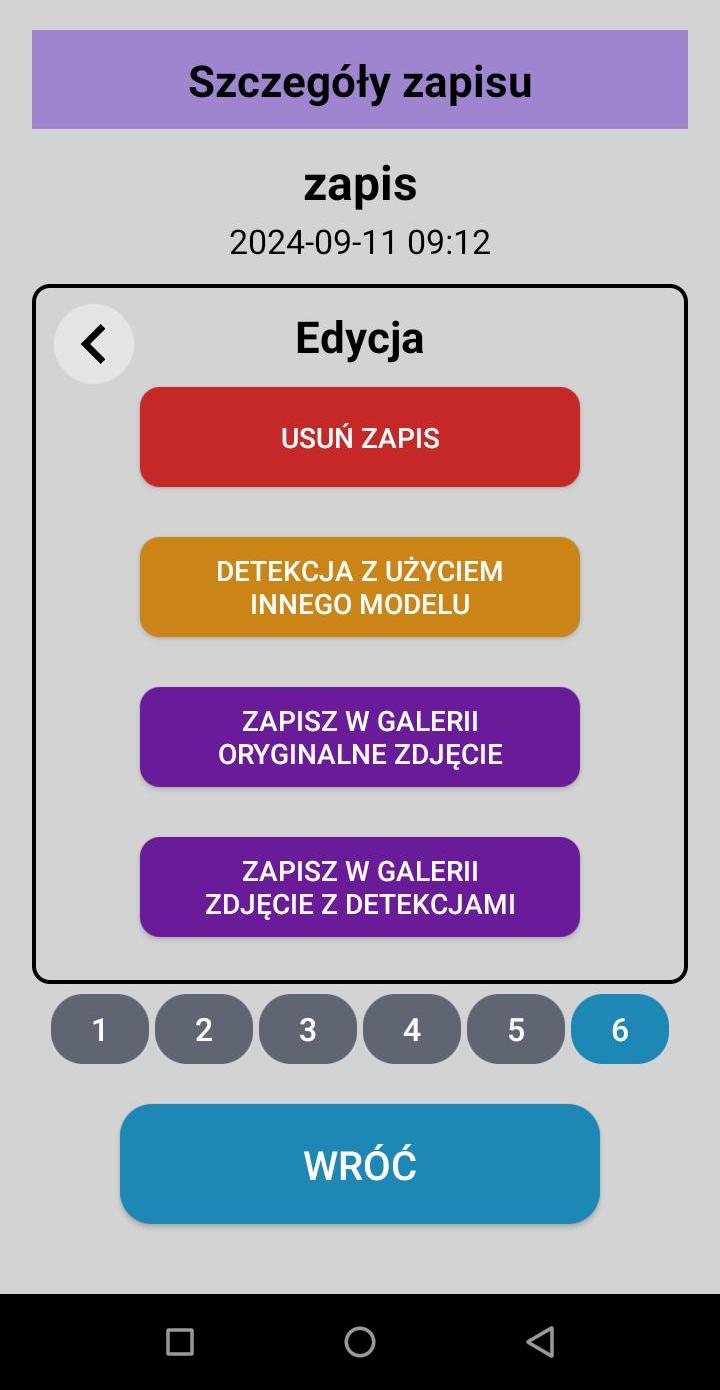 Szczegóły zapisu
zapis
2024-09-11 09:12
Edycja
USUŃ ZAPIS
DETEKCJA Z UŻYCIEM
INNEGO MODELU
ZAPISZ W GALERII
ORYGINALNE ZDJĘCIE
ZAPISZ W GALERII
ZDJĘCIE Z DETEKCJAMI
1 2 3 4 5 6
WRÓĆ